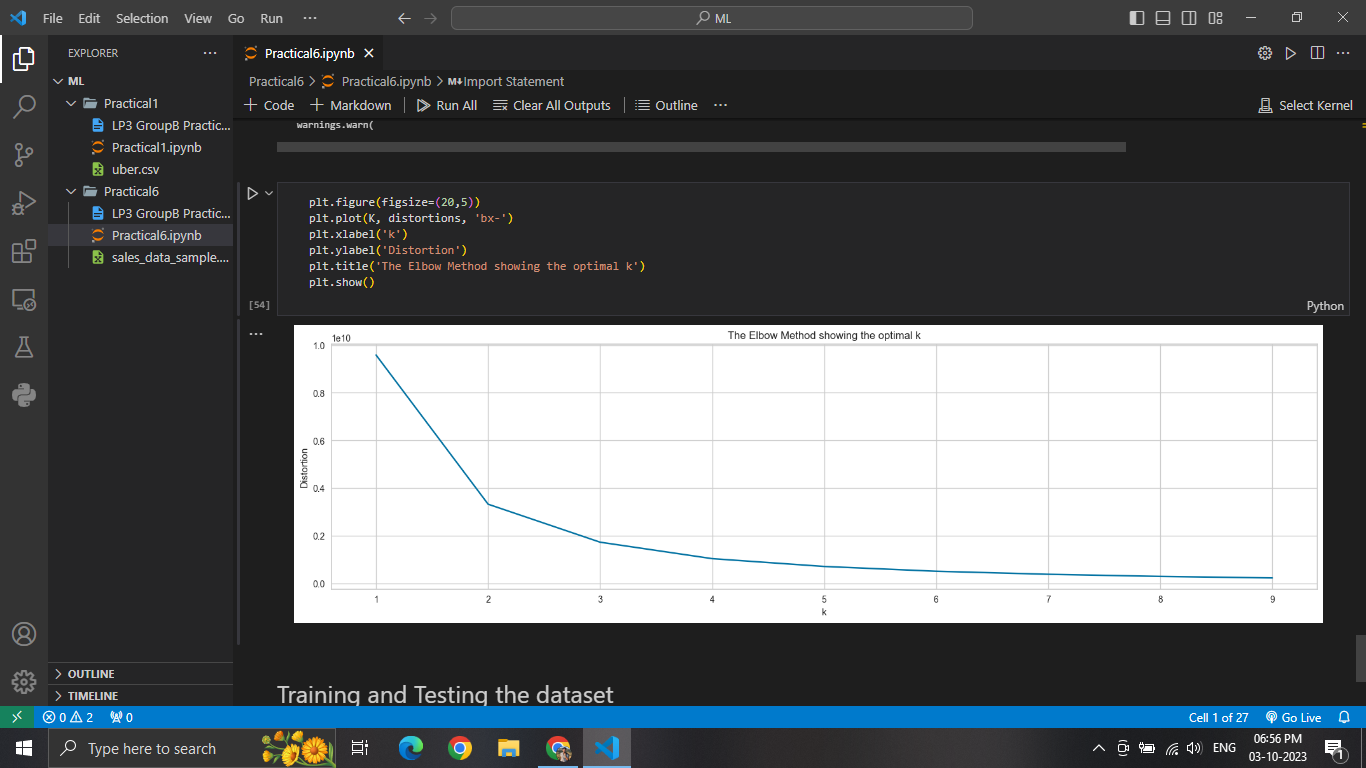 File Edit Selection View Go Run ··· ML
EXPLORER ···
ML
Practical1
LP3 GroupB Practic...
Practical1.ipynb
uber.csv
Practical6
LP3 GroupB Practic...
Practical6.ipynb
sales_data_sample....
OUTLINE
TIMELINE
Practical6.ipynb
Practical6 > Practical6.ipynb > M↓Import Statement
+ Code + Markdown Run All Clear All Outputs Outline ··· Select Kernel
warnings.warn(
plt.figure(figsize=(20,5))
plt.plot(K, distortions, 'bx-')
plt.xlabel('k')
plt.ylabel('Distortion')
plt.title('The Elbow Method showing the optimal k')
plt.show()
[54]
Python
The Elbow Method showing the optimal k
1e10
1.0
0.8
0.6
0.4
0.2
0.0
Distortion
1 2 3 4 5 6 7 8 9
k
Training and Testing the dataset
0 2 0 Cell 1 of 27 Go Live
Type here to search
ENG
06:56 PM
03-10-2023
1